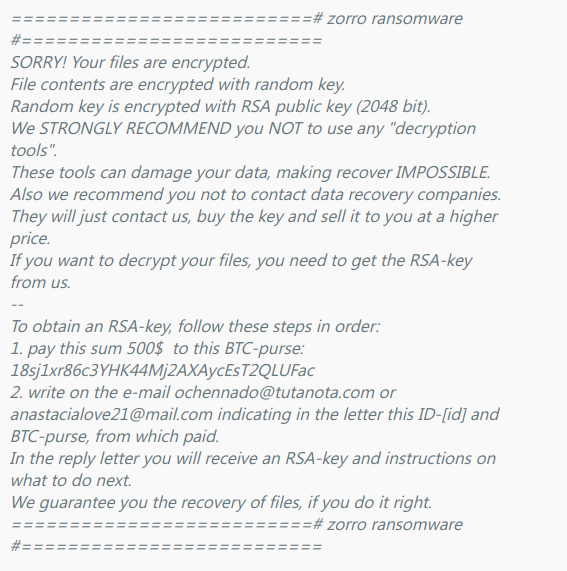 ==========================# zorro ransomware
#==========================
SORRY! Your files are encrypted.
File contents are encrypted with random key.
Random key is encrypted with RSA public key (2048 bit).
We STRONGLY RECOMMEND you NOT to use any "decryption
tools".
These tools can damage your data, making recover IMPOSSIBLE.
Also we recommend you not to contact data recovery companies.
They will just contact us, buy the key and sell it to you at a higher
price.
If you want to decrypt your files, you need to get the RSA-key
from us.
--
To obtain an RSA-key, follow these steps in order:
1. pay this sum 500$  to this BTC-purse:
18sj1xr86c3YHK44Mj2AXAycEsT2QLUFac
2. write on the e-mail ochennado@tutanota.com or
anastacialove21@mail.com indicating in the letter this ID-[id] and
BTC-purse, from which paid.
In the reply letter you will receive an RSA-key and instructions on
what to do next.
We guarantee you the recovery of files, if you do it right.
==========================# zorro ransomware
#==========================